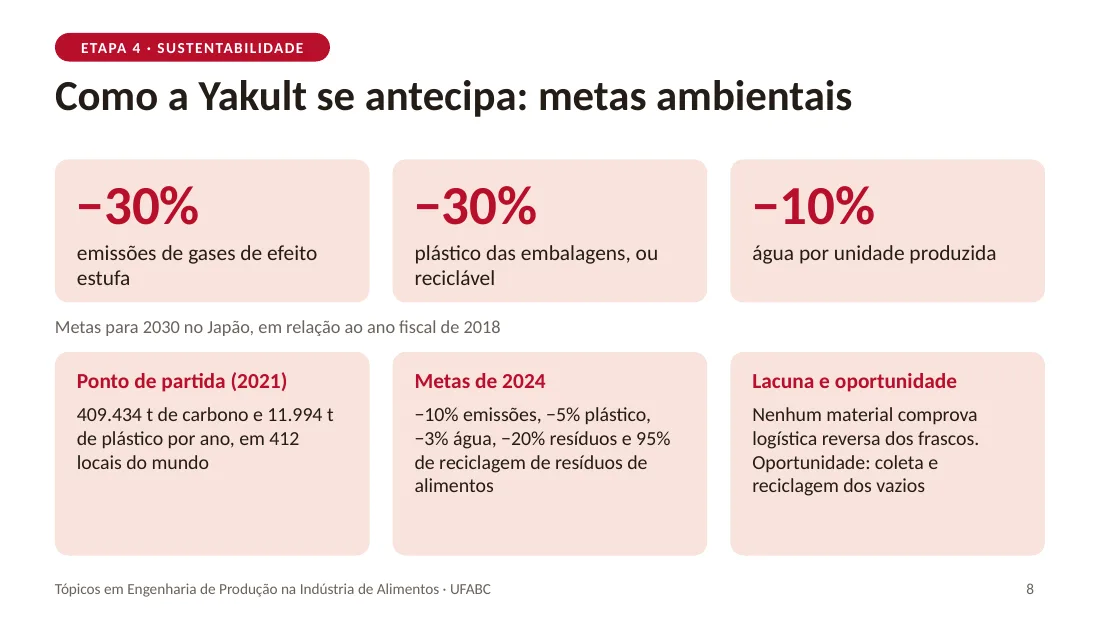 ETAPA 4 · SUSTENTABILIDADE
Como a Yakult se antecipa: metas ambientais
−30%
emissões de gases de efeito
estufa
−30%
plástico das embalagens, ou
reciclável
−10%
água por unidade produzida
Metas para 2030 no Japão, em relação ao ano fiscal de 2018
Ponto de partida (2021)
409.434 t de carbono e 11.994 t
de plástico por ano, em 412
locais do mundo
Metas de 2024
−10% emissões, −5% plástico,
−3% água, −20% resíduos e 95%
de reciclagem de resíduos de
alimentos
Lacuna e oportunidade
Nenhum material comprova
logística reversa dos frascos.
Oportunidade: coleta e
reciclagem dos vazios
Tópicos em Engenharia de Produção na Indústria de Alimentos · UFABC
8